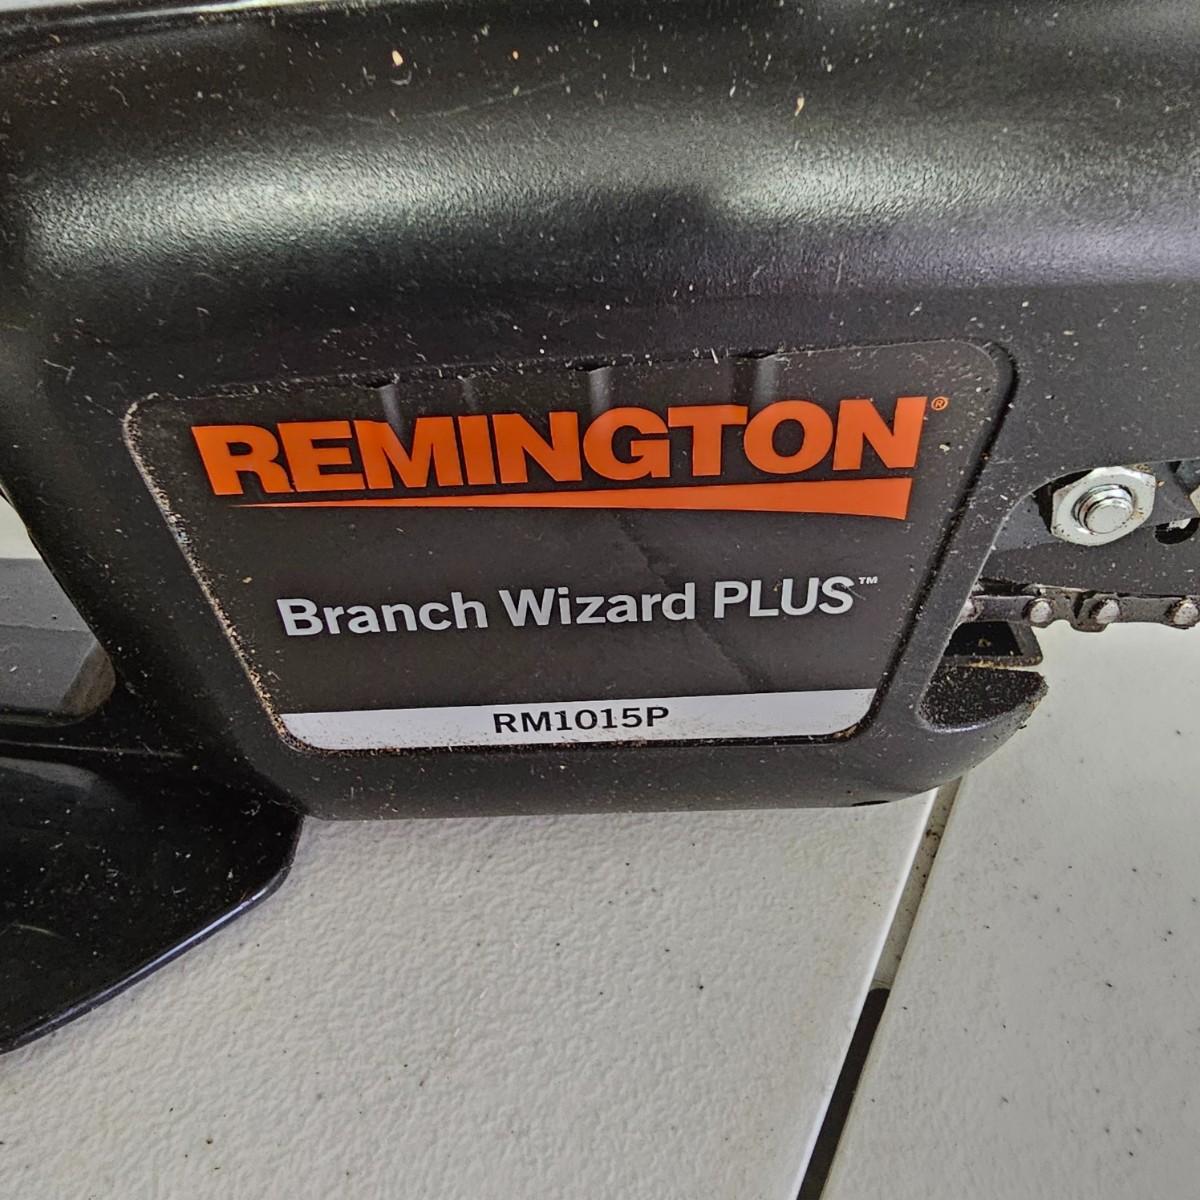 REMINGTON®
Branch Wizard PLUS™
RM1015P